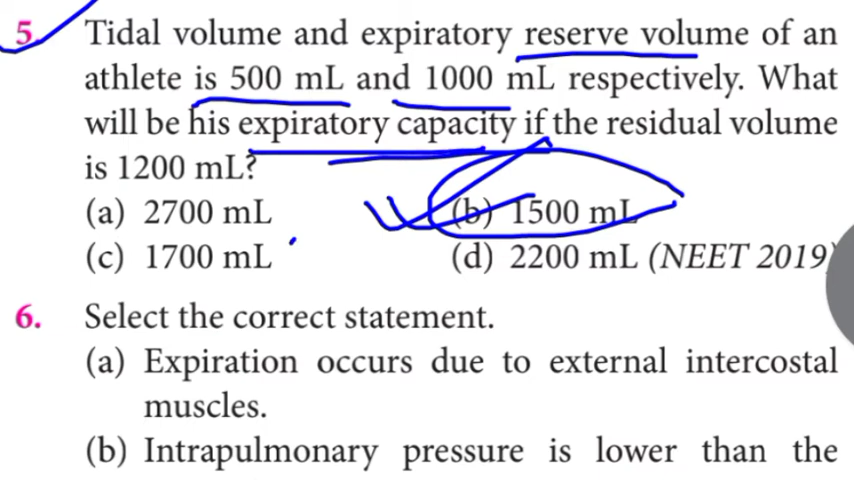 5. Tidal volume and expiratory reserve volume of an
athlete is 500 mL and 1000 mL respectively. What
will be his expiratory capacity if the residual volume
is 1200 mL?
(a) 2700 mL (b) 1500 mL
(c) 1700 mL (d) 2200 mL (NEET 2019)
6. Select the correct statement.
(a) Expiration occurs due to external intercostal
muscles.
(b) Intrapulmonary pressure is lower than the